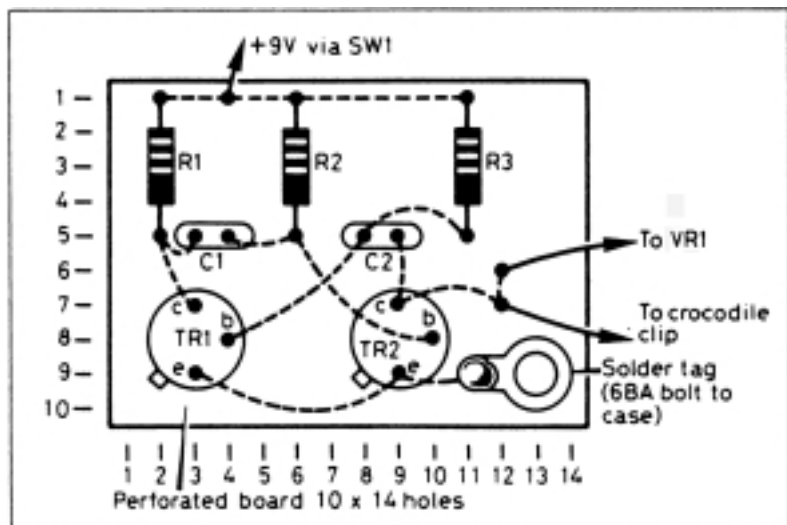 +9V via SW1
1
2
3
4
5
6
7
8
9
10
R1
R2
R3
C1
C2
To VR1
c
b
e
TR1
c
b
e
TR2
To crocodile
clip
Solder tag
(6BA bolt to
case)
1 2 3 4 5 6 7 8 9 10 11 12 13 14
Perforated board 10 x 14 holes